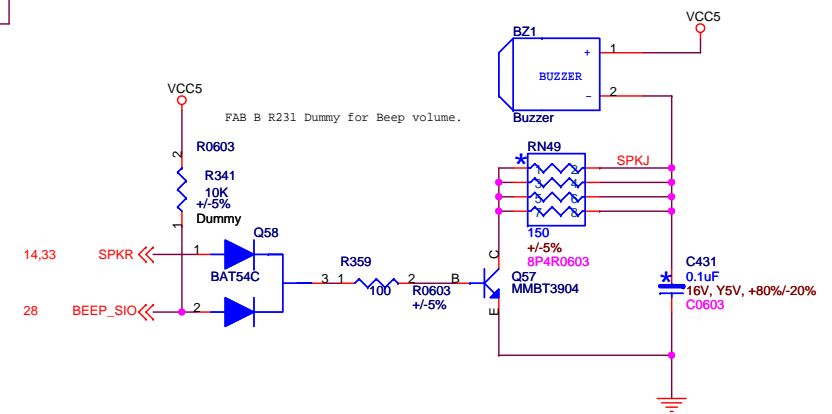 VCC5
BZ1
+
1
BUZZER
-
2
Buzzer
VCC5
FAB B R231 Dummy for Beep volume.
2
R0603
R341
10K
+/-5%
1
Dummy
RN49
*
1 2
3 4
5 6
7 8
SPKJ
150
+/-5%
8P4R0603
Q58
14,33
SPKR
1
BAT54C
28
BEEP_SIO
2
R359
3
1
2
100
R0603
+/-5%
B
C
E
Q57
MMBT3904
C431
*
0.1uF
16V, Y5V, +80%/-20%
C0603